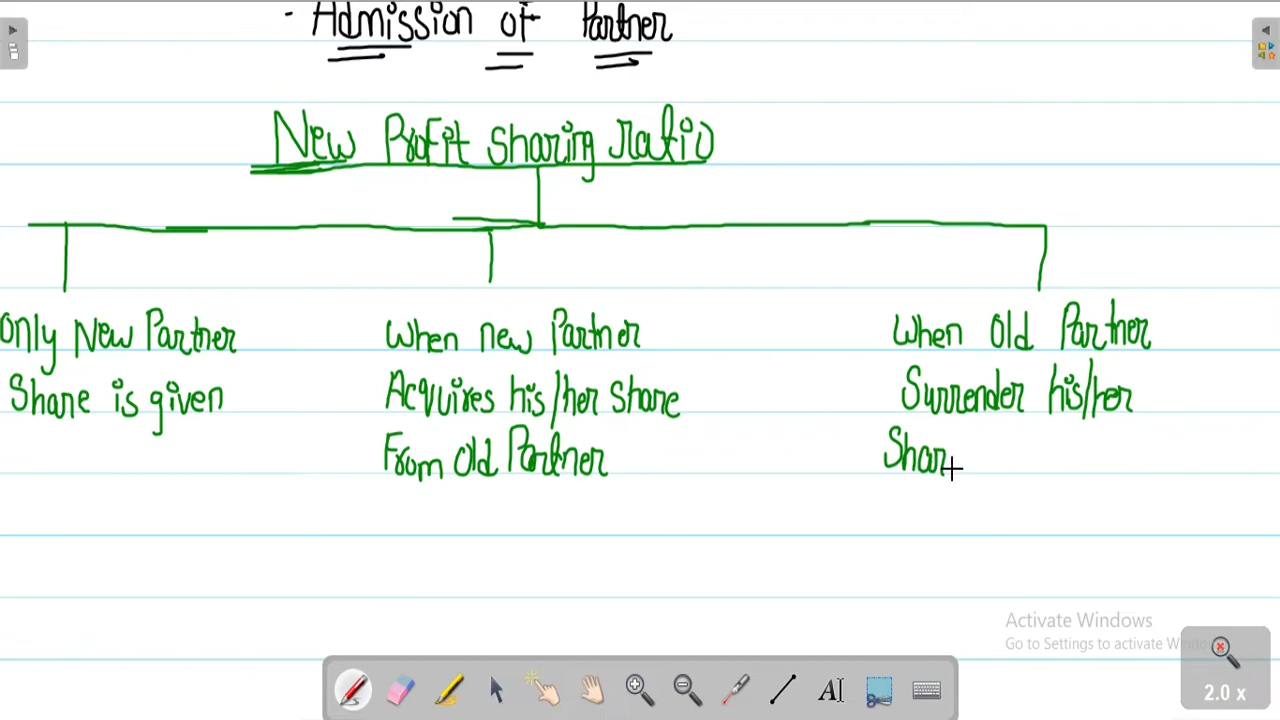 - Admission of Partner
New Profit Sharing ratio
Only New Partner
Share is given
When new Partner
Acquires his/her share
From Old Partner
When Old Partner
Surrender his/her
Shar
Activate Windows
Go to Settings to activate Windows
2.0 x